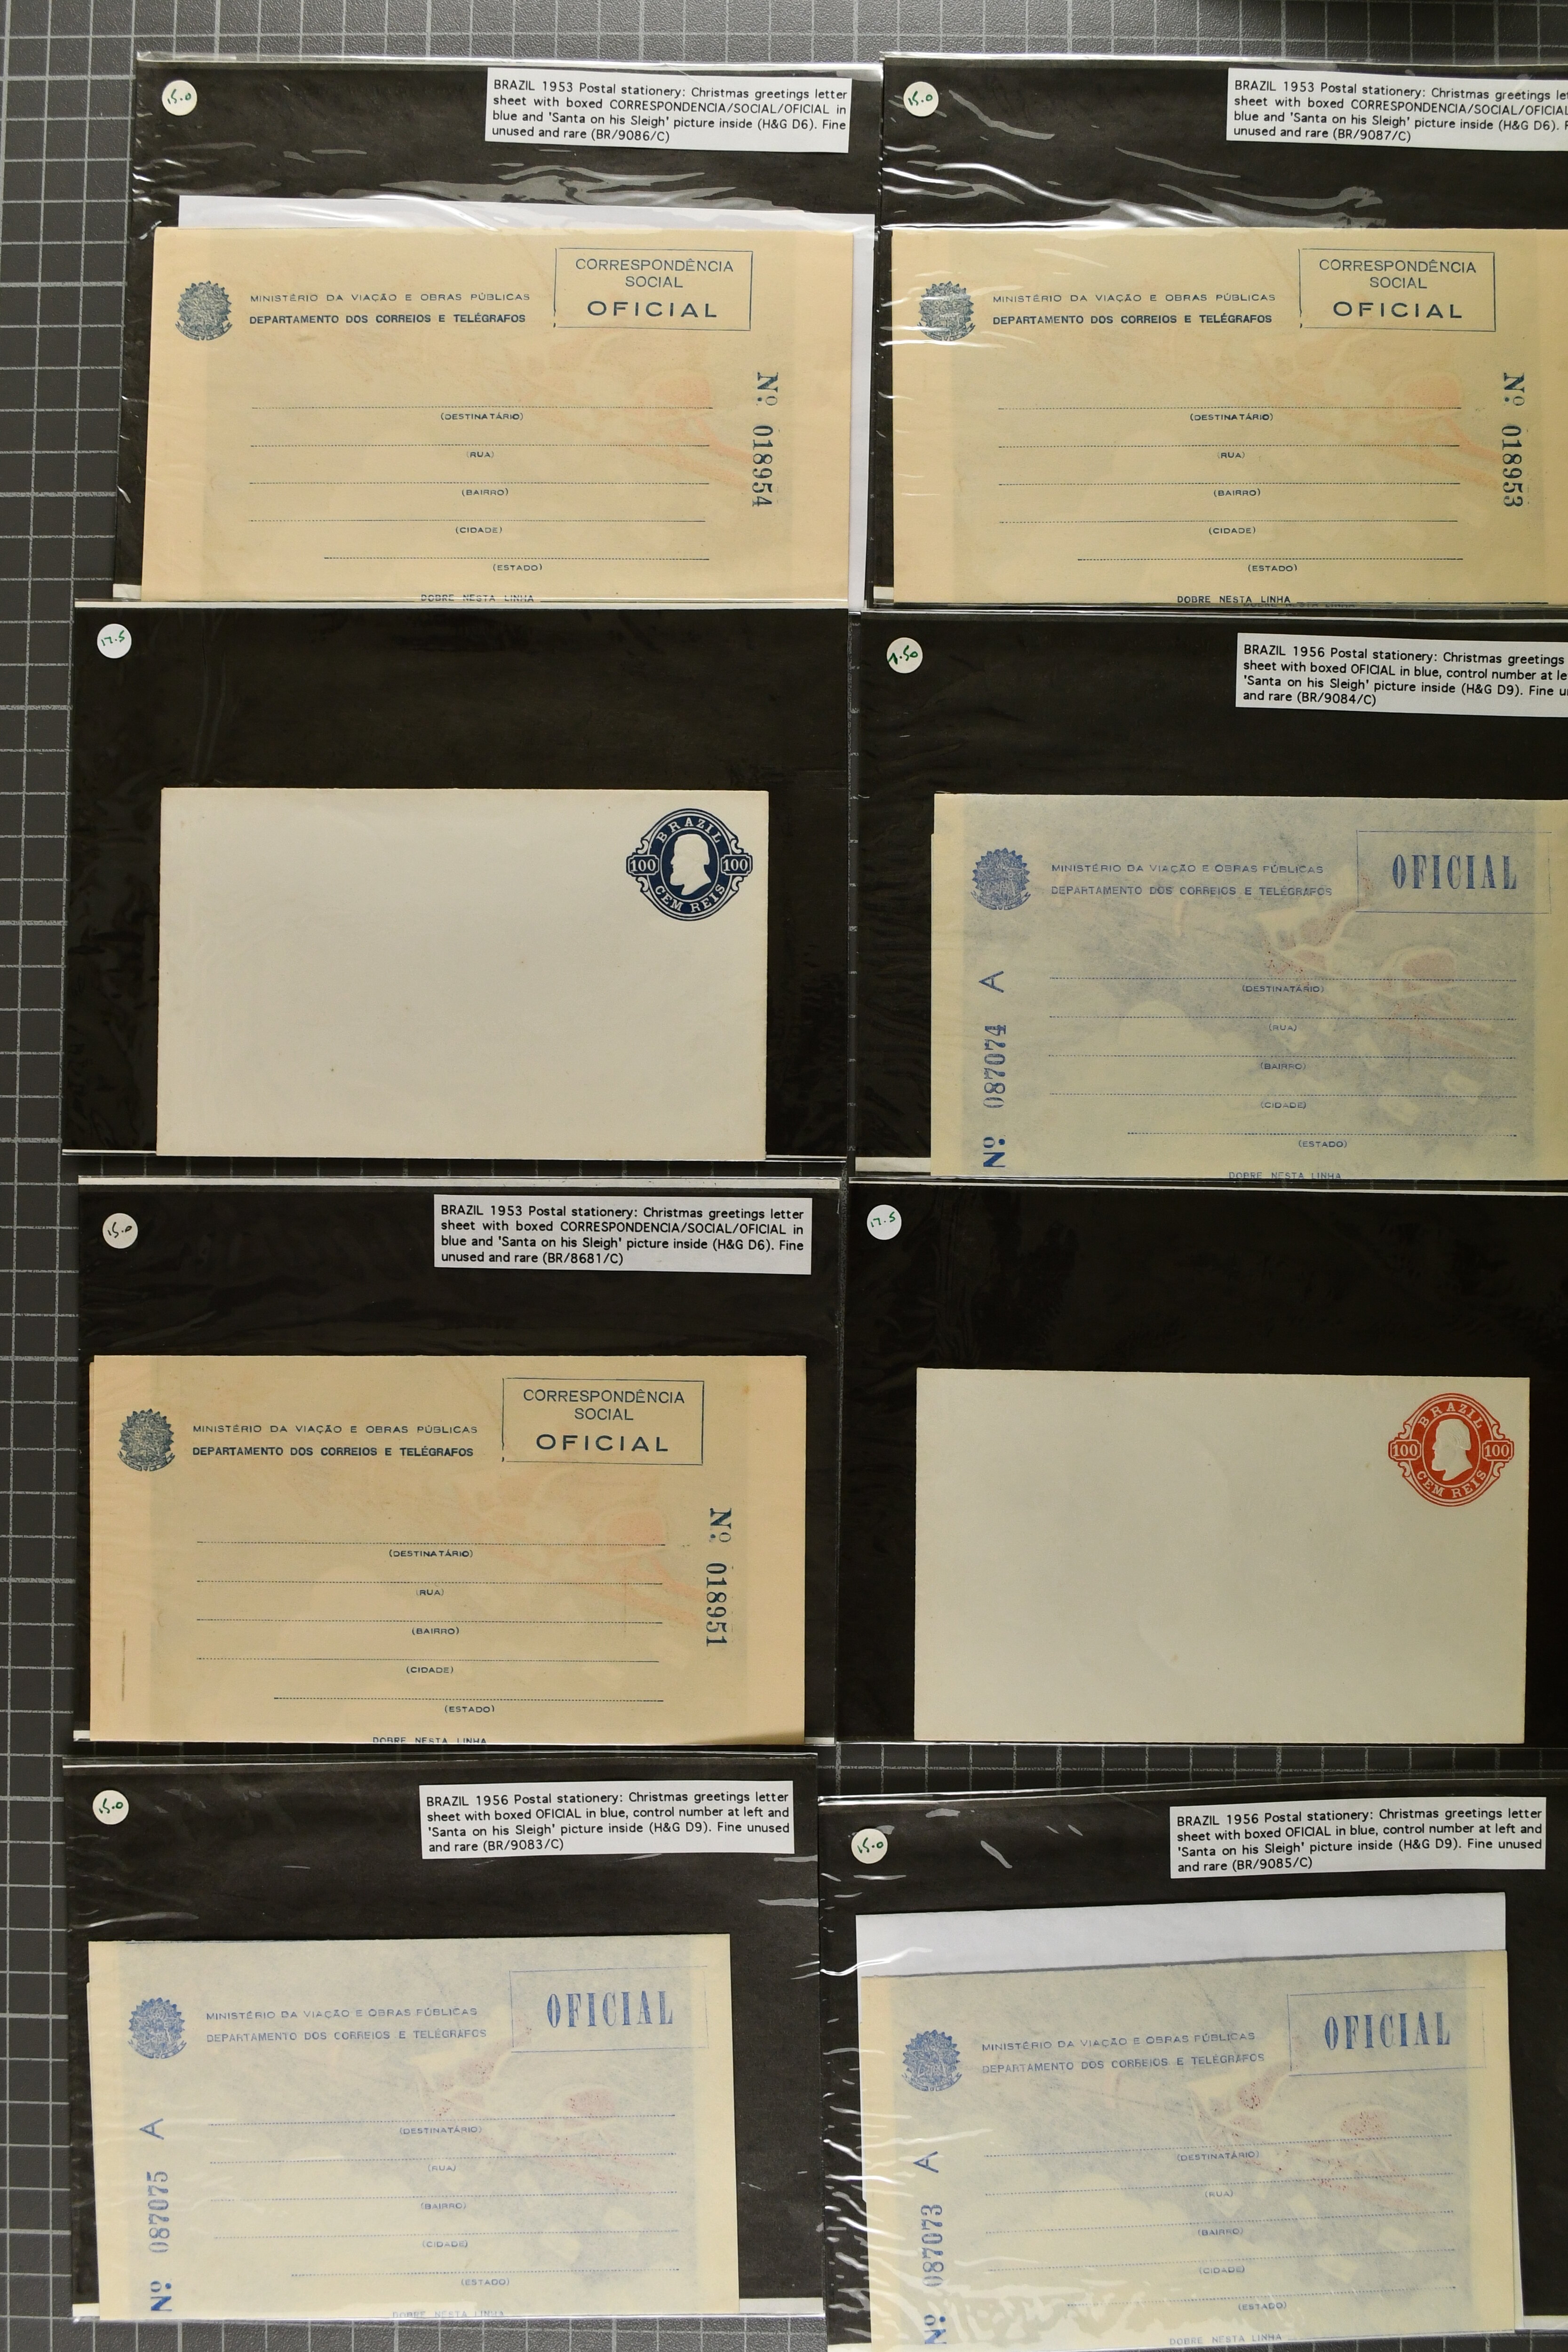 15.0
BRAZIL 1953 Postal stationery: Christmas greetings letter
sheet with boxed CORRESPONDENCIA/SOCIAL/OFICIAL in
blue and 'Santa on his Sleigh' picture inside (H&G D6). Fine
unused and rare (BR/9086/C)
CORRESPONDÊNCIA
SOCIAL
OFICIAL
MINISTÉRIO DA VIAÇÃO E OBRAS PÚBLICAS
DEPARTAMENTO DOS CORREIOS E TELÉGRAFOS
Nº 018954
(DESTINATÁRIO)
(RUA)
(BAIRRO)
(CIDADE)
(ESTADO)
DOBRE NESTA LINHA
15.0
BRAZIL 1953 Postal stationery: Christmas greetings
sheet with boxed CORRESPONDENCIA/SOCIAL/OFICIAL
blue and 'Santa on his Sleigh' picture inside (H&G D6).
unused and rare (BR/9087/C)
CORRESPONDÊNCIA
SOCIAL
OFICIAL
MINISTÉRIO DA VIAÇÃO E OBRAS PÚBLICAS
DEPARTAMENTO DOS CORREIOS E TELÉGRAFOS
Nº 018953
(DESTINATÁRIO)
(RUA)
(BAIRRO)
(CIDADE)
(ESTADO)
DOBRE NESTA LINHA
17.5
BRAZIL
100 100
CEM REIS
7.50
BRAZIL 1956 Postal stationery: Christmas greetings
sheet with boxed OFICIAL in blue, control number at
'Santa on his Sleigh' picture inside (H&G D9). Fine
and rare (BR/9084/C)
OFICIAL
MINISTÉRIO DA VIAÇÃO E OBRAS PÚBLICAS
DEPARTAMENTO DOS CORREIOS E TELÉGRAFOS
Nº 087074 A
(DESTINATÁRIO)
(RUA)
(BAIRRO)
(CIDADE)
(ESTADO)
DOBRE NESTA LINHA
15.0
BRAZIL 1953 Postal stationery: Christmas greetings letter
sheet with boxed CORRESPONDENCIA/SOCIAL/OFICIAL in
blue and 'Santa on his Sleigh' picture inside (H&G D6). Fine
unused and rare (BR/8681/C)
CORRESPONDÊNCIA
SOCIAL
OFICIAL
MINISTÉRIO DA VIAÇÃO E OBRAS PÚBLICAS
DEPARTAMENTO DOS CORREIOS E TELÉGRAFOS
Nº 018951
(DESTINATÁRIO)
(RUA)
(BAIRRO)
(CIDADE)
(ESTADO)
DOBRE NESTA LINHA
17.5
BRAZIL
100 100
CEM REIS
15.0
BRAZIL 1956 Postal stationery: Christmas greetings letter
sheet with boxed OFICIAL in blue, control number at left and
'Santa on his Sleigh' picture inside (H&G D9). Fine unused
and rare (BR/9083/C)
OFICIAL
MINISTÉRIO DA VIAÇÃO E OBRAS PÚBLICAS
DEPARTAMENTO DOS CORREIOS E TELÉGRAFOS
Nº 087075 A
(DESTINATÁRIO)
(RUA)
(BAIRRO)
(CIDADE)
(ESTADO)
DOBRE NESTA LINHA
15.0
BRAZIL 1956 Postal stationery: Christmas greetings letter
sheet with boxed OFICIAL in blue, control number at left and
'Santa on his Sleigh' picture inside (H&G D9). Fine unused
and rare (BR/9085/C)
OFICIAL
MINISTÉRIO DA VIAÇÃO E OBRAS PÚBLICAS
DEPARTAMENTO DOS CORREIOS E TELÉGRAFOS
Nº 087073 A
(DESTINATÁRIO)
(RUA)
(BAIRRO)
(CIDADE)
(ESTADO)
DOBRE NESTA LINHA